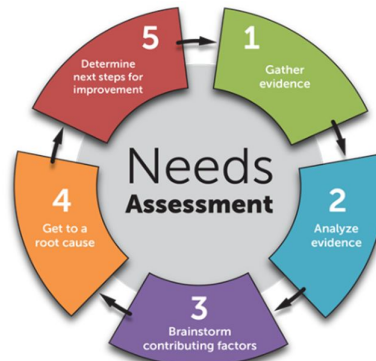 Needs
Assessment
1
Gather
evidence
2
Analyze
evidence
3
Brainstorm
contributing factors
4
Get to a
root cause
5
Determine
next steps for
improvement